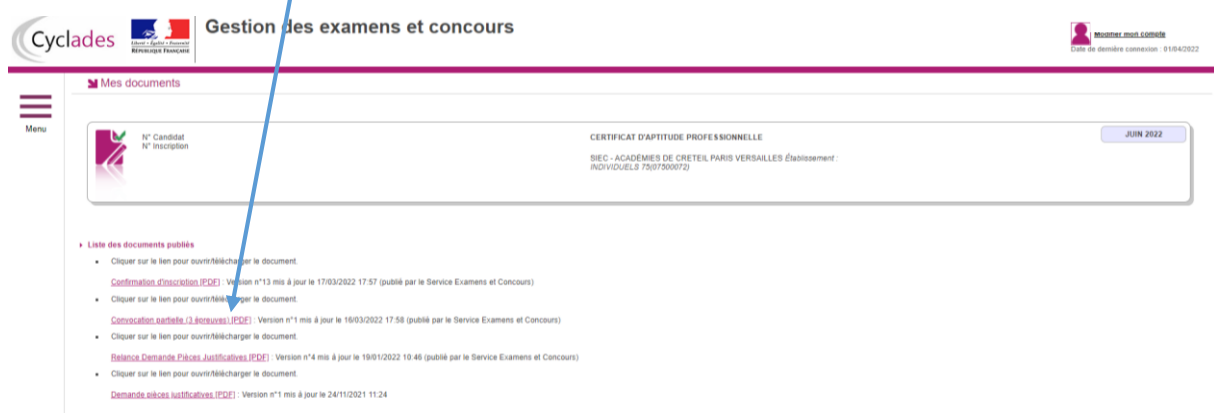 Cyclades
Liberté • Égalité • Fraternité
RÉPUBLIQUE FRANÇAISE
Gestion des examens et concours
Modifier mon compte
Date de dernière connexion : 01/04/2022
Mes documents
Menu
N° Candidat
N° Inscription
CERTIFICAT D'APTITUDE PROFESSIONNELLE
SIEC - ACADÉMIES DE CRETEIL PARIS VERSAILLES Établissement :
INDIVIDUELS 75(07500072)
JUIN 2022
Liste des documents publiés
Cliquer sur le lien pour ouvrir/télécharger le document.
Confirmation d'inscription [PDF] : Version n°13 mis à jour le 17/03/2022 17:57 (publié par le Service Examens et Concours)
Cliquer sur le lien pour ouvrir/télécharger le document.
Convocation partielle (3 épreuves) [PDF] : Version n°1 mis à jour le 16/03/2022 17:58 (publié par le Service Examens et Concours)
Cliquer sur le lien pour ouvrir/télécharger le document.
Relance Demande Pièces Justificatives [PDF] : Version n°4 mis à jour le 19/01/2022 10:46 (publié par le Service Examens et Concours)
Cliquer sur le lien pour ouvrir/télécharger le document.
Demande pièces justificatives [PDF] : Version n°1 mis à jour le 24/11/2021 11:24